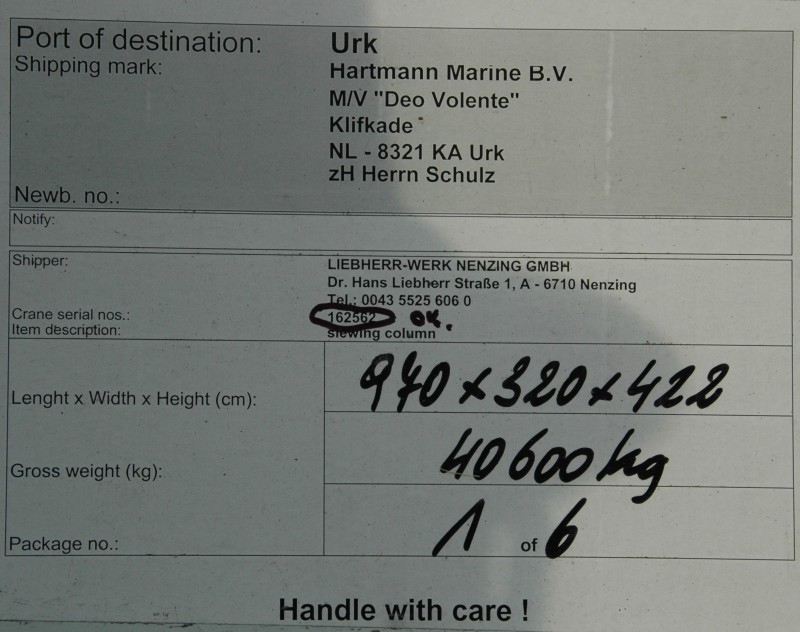 Port of destination: Urk
Shipping mark: Hartmann Marine B.V.
M/V "Deo Volente"
Klifkade
NL - 8321 KA Urk
zH Herrn Schulz
Newb. no.:
Notify:
Shipper: LIEBHERR-WERK NENZING GMBH
Dr. Hans Liebherr Straße 1, A - 6710 Nenzing
Tel.: 0043 5525 606 0
Crane serial nos.: 162562 OK.
Item description: slewing column
Lenght x Width x Height (cm): 970 x 320 x 422
Gross weight (kg): 40600 kg
Package no.: 1 of 6
Handle with care !